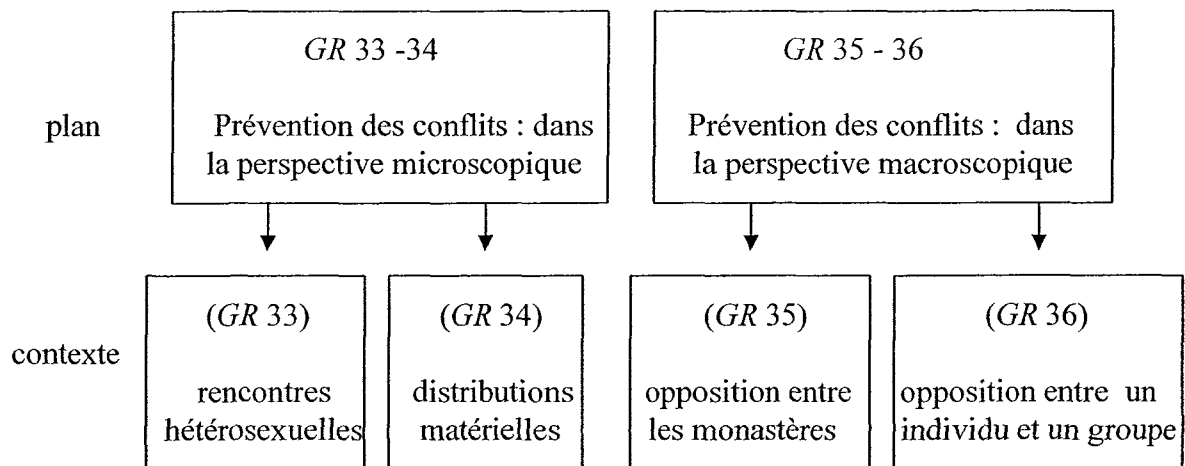 GR 33 -34
GR 35 - 36
plan
Prévention des conflits : dans
la perspective microscopique
Prévention des conflits : dans
la perspective macroscopique
contexte
(GR 33)
rencontres
hétérosexuelles
(GR 34)
distributions
matérielles
(GR 35)
opposition entre
les monastères
(GR 36)
opposition entre un
individu et un groupe